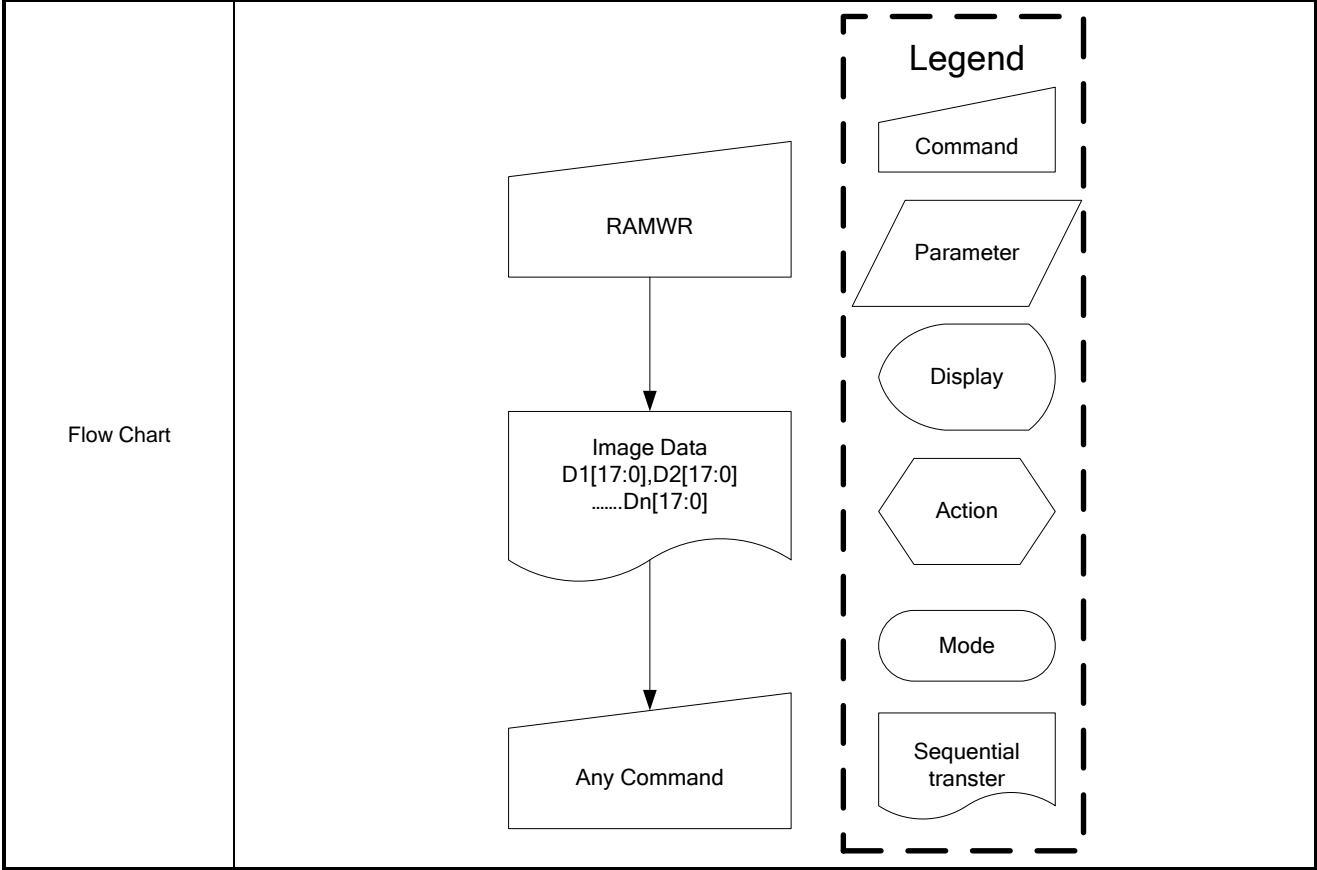 Flow Chart
RAMWR
Image Data
D1[17:0],D2[17:0]
.......Dn[17:0]
Any Command
Legend
Command
Parameter
Display
Action
Mode
Sequential
transter